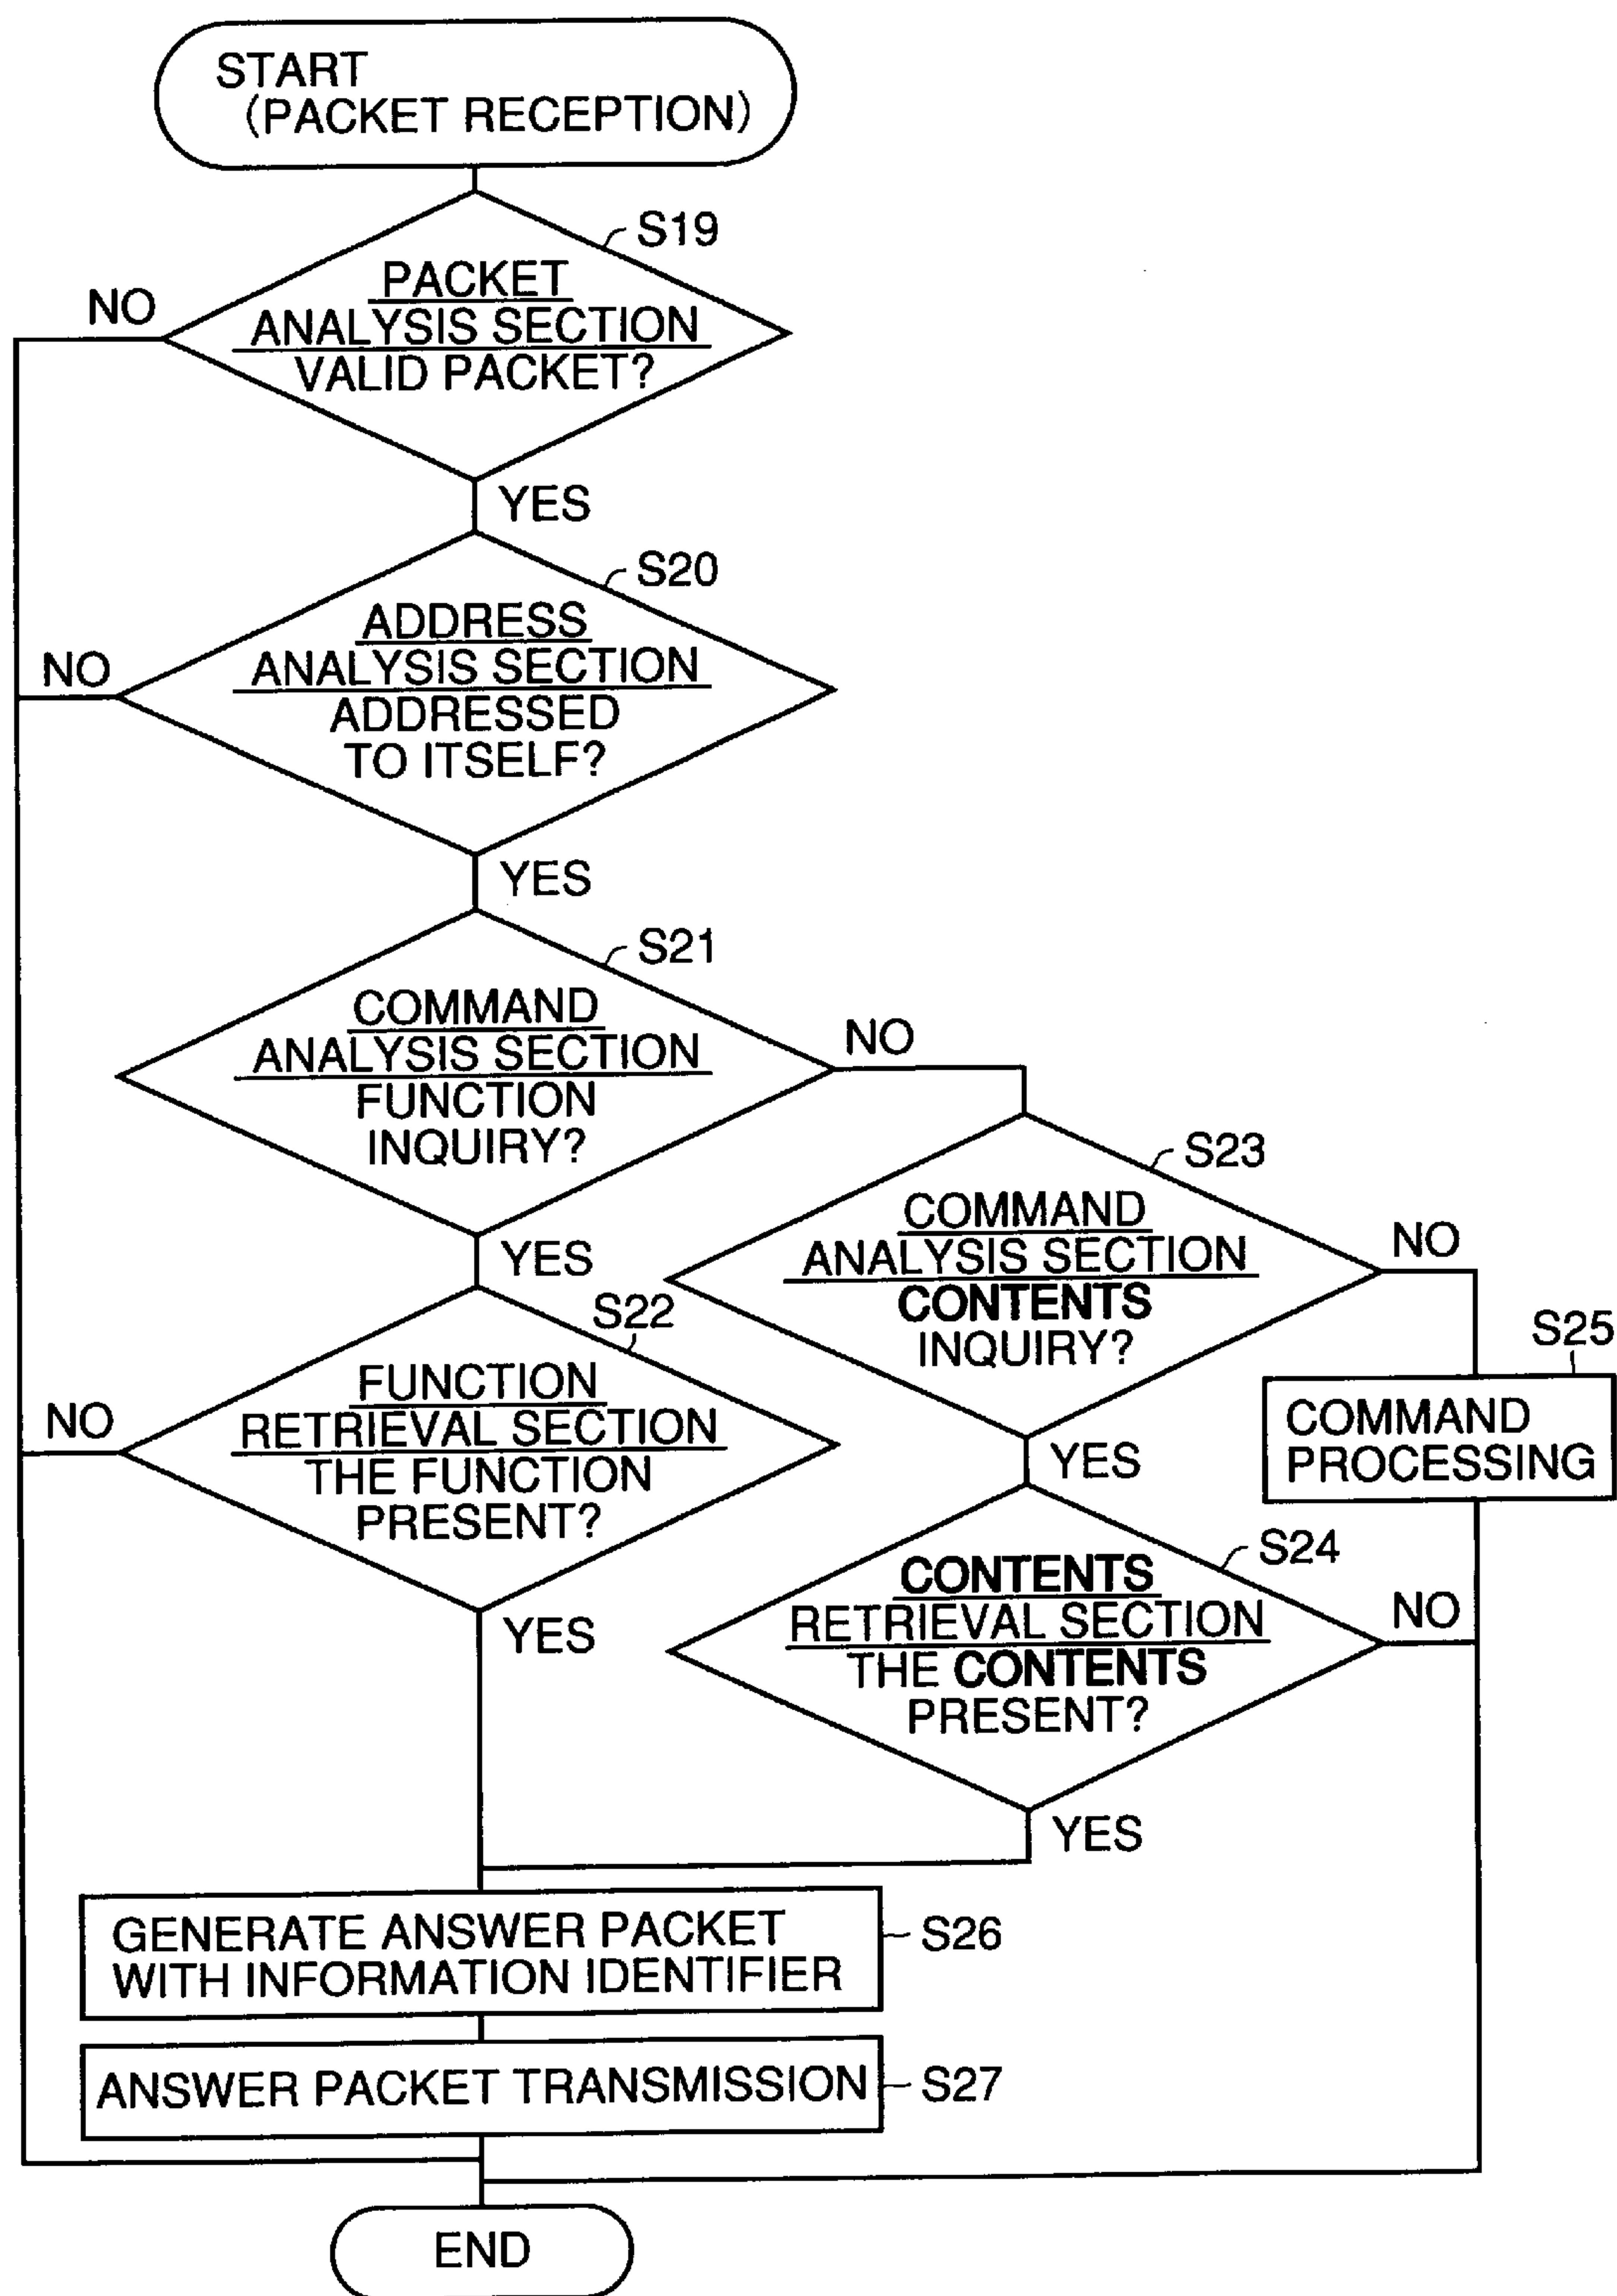 START
(PACKET RECEPTION)
S19
PACKET
ANALYSIS SECTION
VALID PACKET?
NO
YES
S20
ADDRESS
ANALYSIS SECTION
ADDRESSED
TO ITSELF?
NO
YES
S21
COMMAND
ANALYSIS SECTION
FUNCTION
INQUIRY?
NO
YES
S23
COMMAND
ANALYSIS SECTION
CONTENTS
INQUIRY?
NO
YES
S22
FUNCTION
RETRIEVAL SECTION
THE FUNCTION
PRESENT?
NO
YES
S25
COMMAND
PROCESSING
S24
CONTENTS
RETRIEVAL SECTION
THE CONTENTS
PRESENT?
NO
YES
GENERATE ANSWER PACKET
WITH INFORMATION IDENTIFIER
S26
ANSWER PACKET TRANSMISSION
S27
END